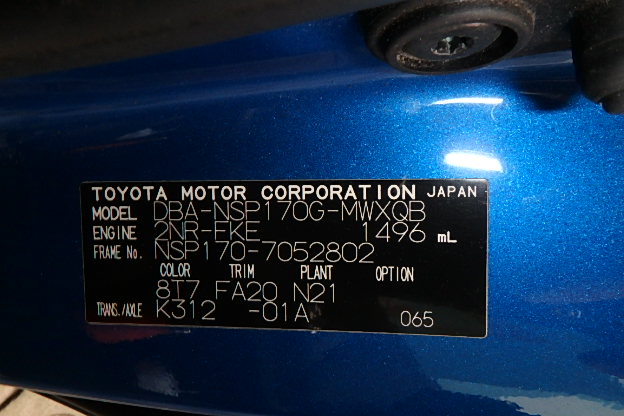 TOYOTA MOTOR CORPORATION JAPAN
MODEL DBA-NSP170G-MWXQB
ENGINE 2NR-FKE 1496 mL
FRAME No. NSP170-7052802
COLOR TRIM PLANT OPTION
8T7 FA20 N21
TRANS./AXLE K312 -01A 065